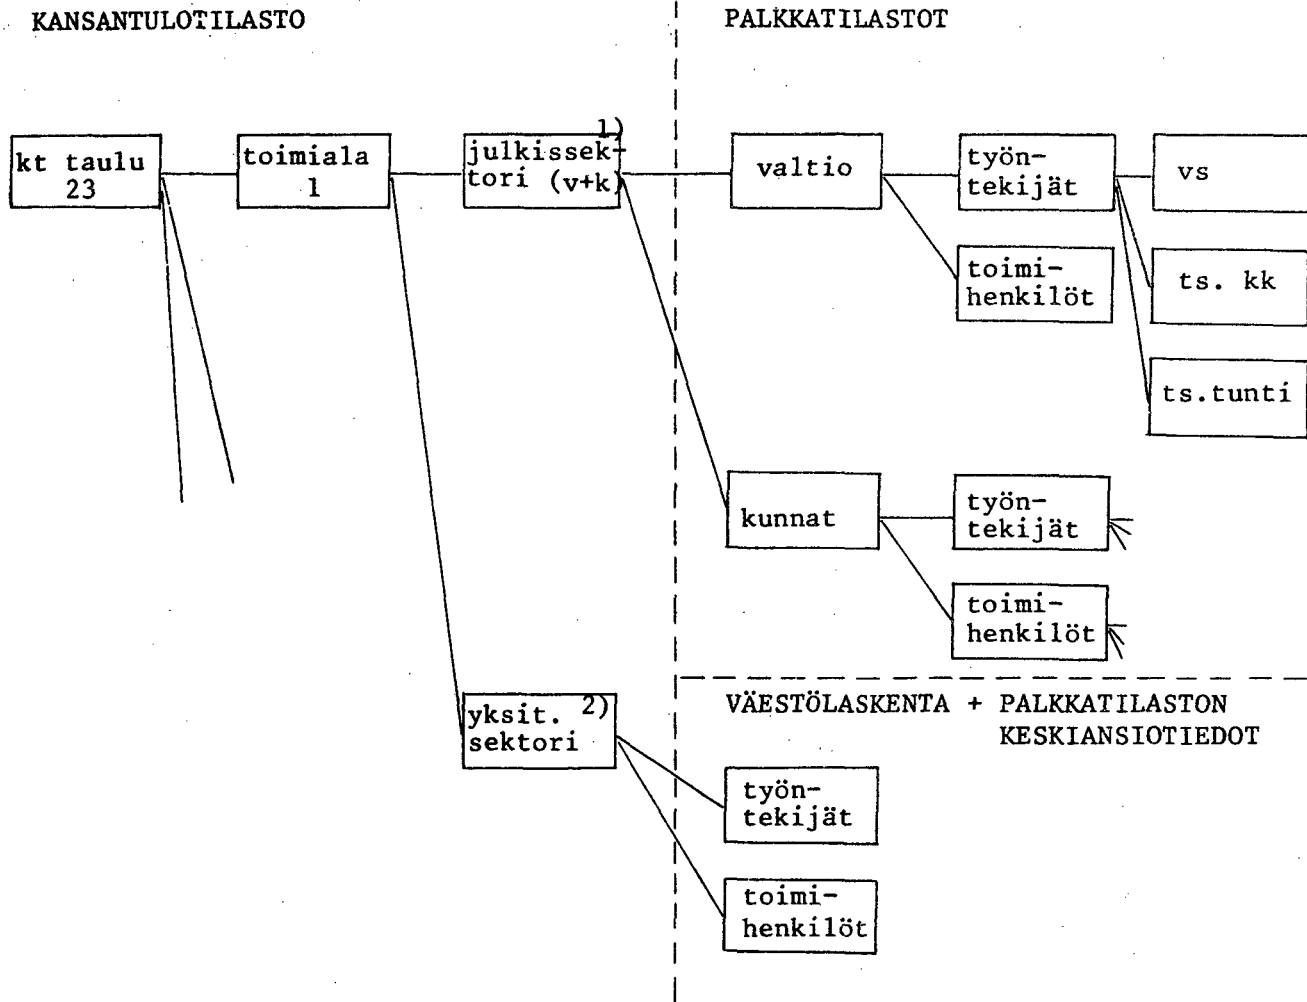 KANSANTULOTILASTO
PALKKATILASTOT
kt taulu
23
toimiala
1
1)
julkissek-
tori (v+k)
valtio
työn-
tekijät
vs
toimi-
henkilöt
ts. kk
ts.tunti
kunnat
työn-
tekijät
toimi-
henkilöt
yksit. 2)
sektori
VÄESTÖLASKENTA + PALKKATILASTON
KESKIANSIOTIEDOT
työn-
tekijät
toimi-
henkilöt